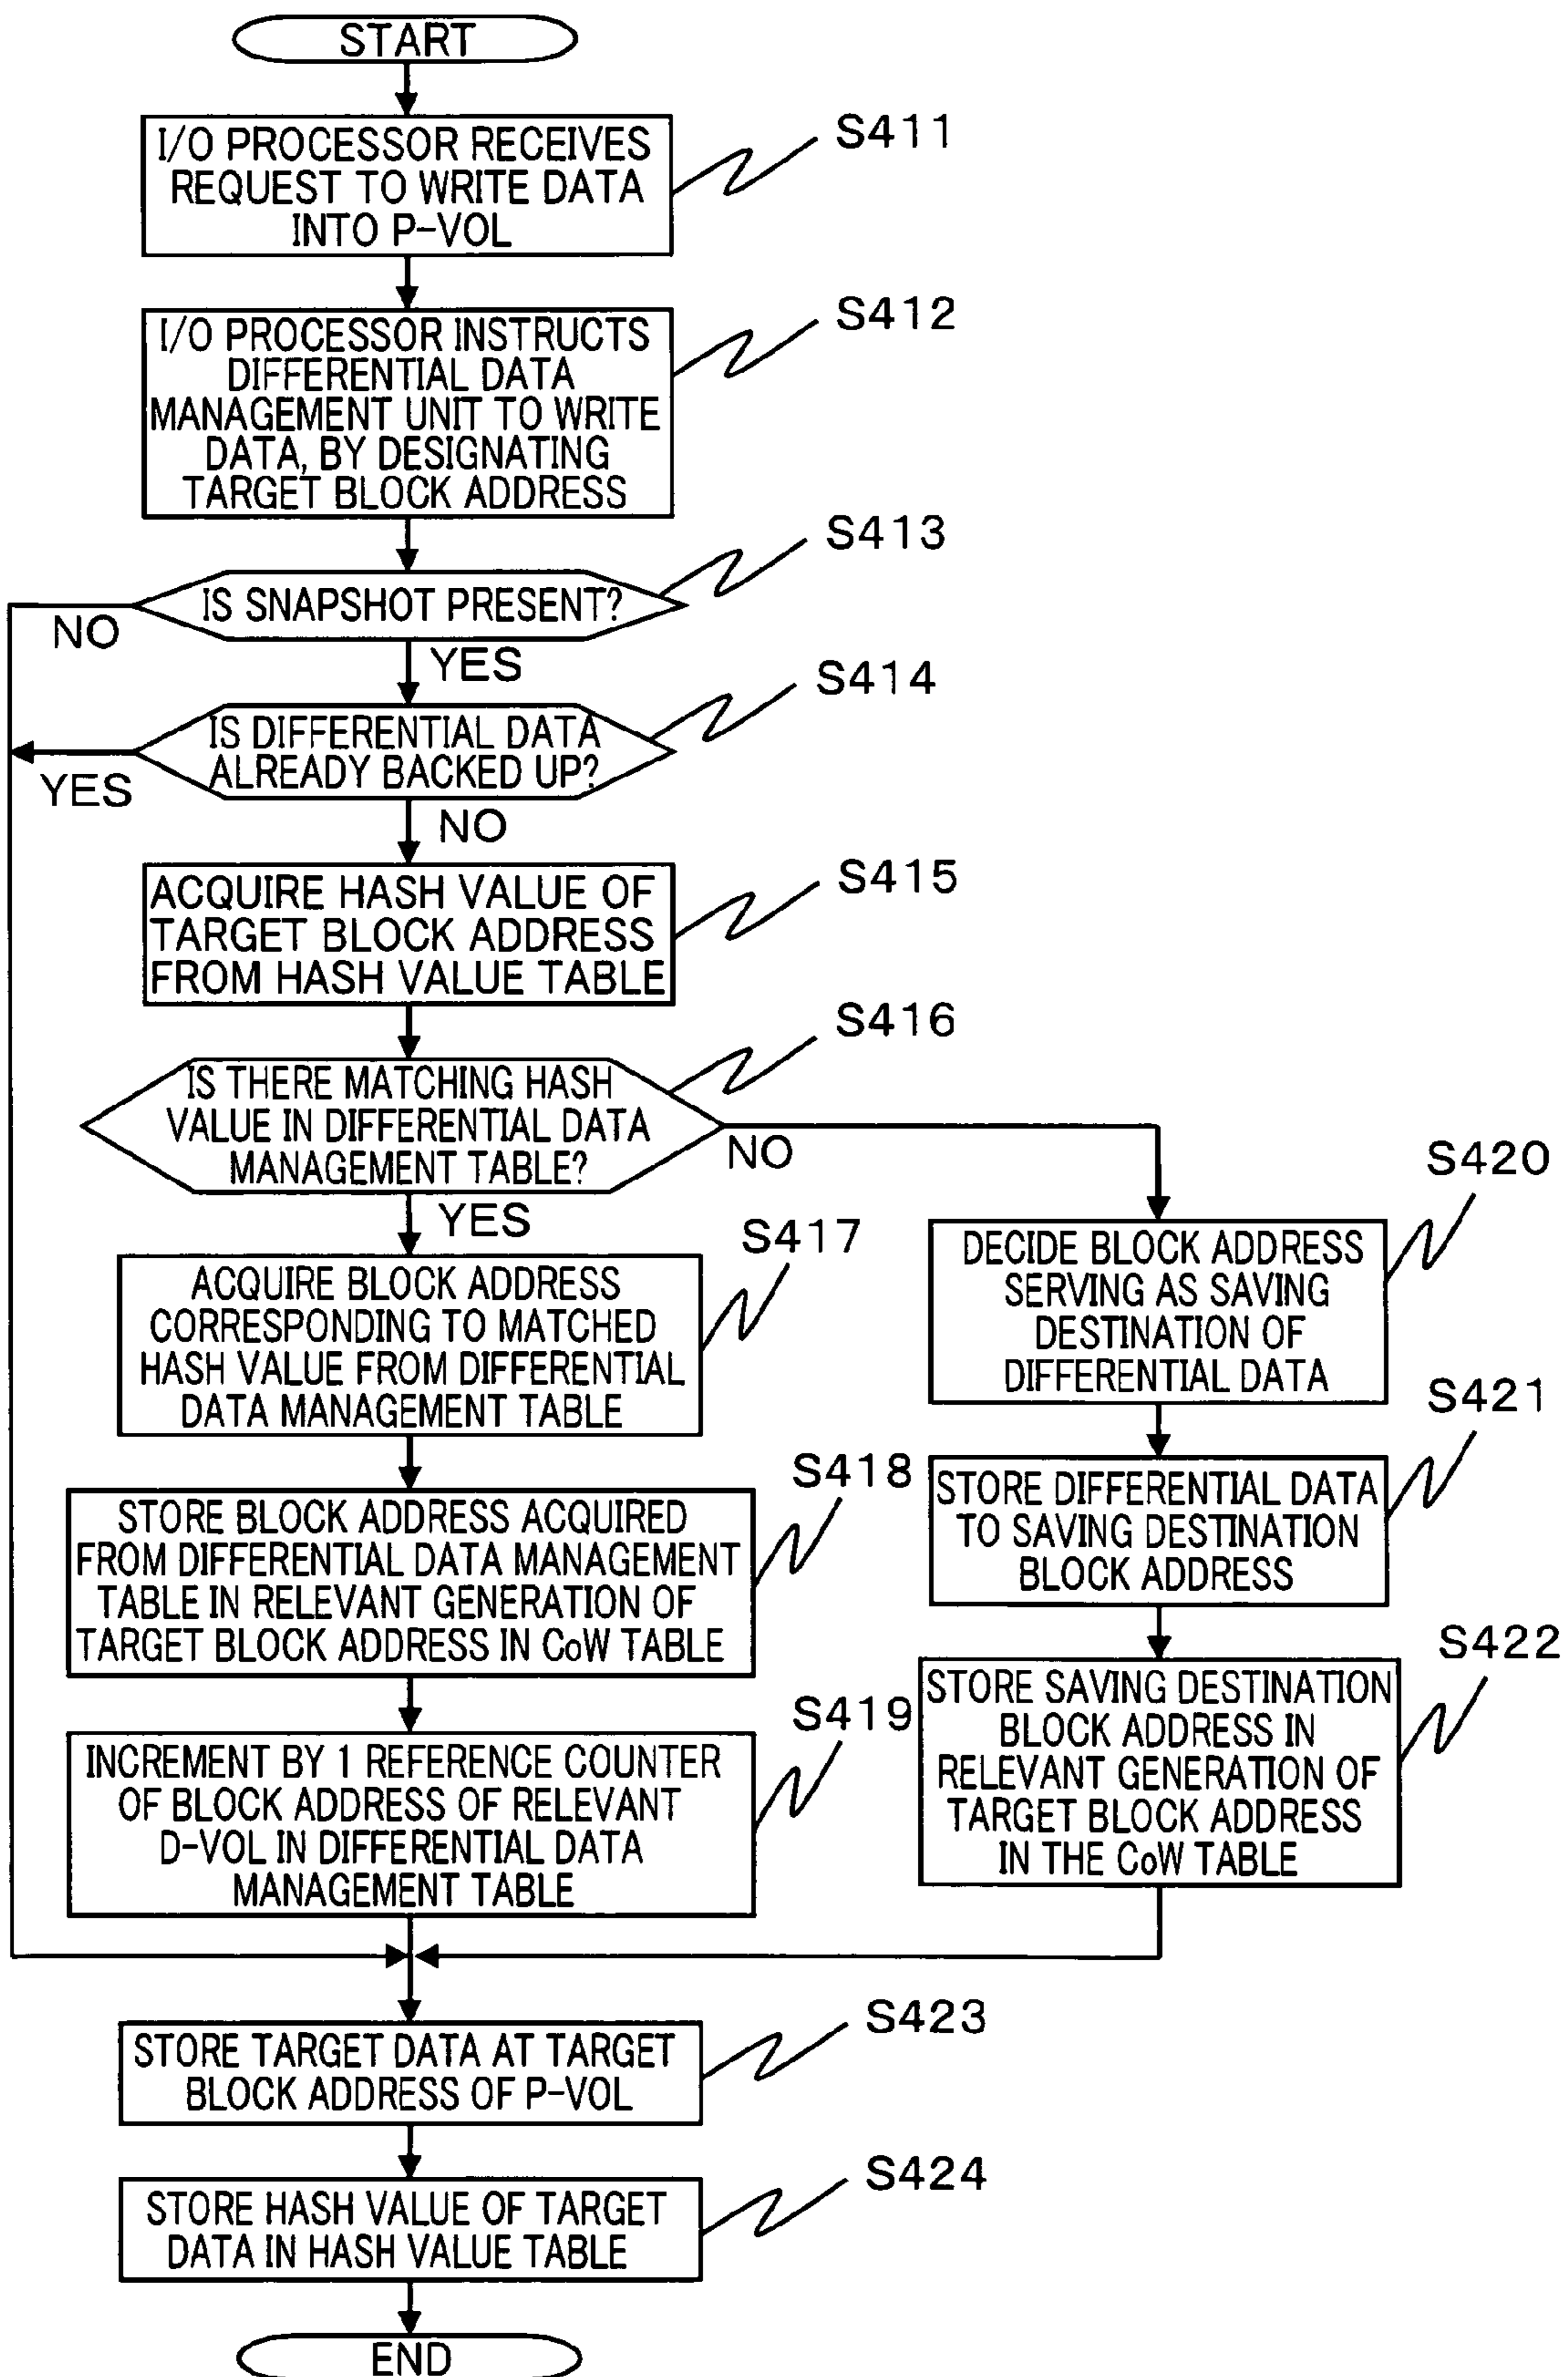 START
I/O PROCESSOR RECEIVES
REQUEST TO WRITE DATA
INTO P-VOL
S411
I/O PROCESSOR INSTRUCTS
DIFFERENTIAL DATA
MANAGEMENT UNIT TO WRITE
DATA, BY DESIGNATING
TARGET BLOCK ADDRESS
S412
IS SNAPSHOT PRESENT?
S413
NO
YES
IS DIFFERENTIAL DATA
ALREADY BACKED UP?
S414
YES
NO
ACQUIRE HASH VALUE OF
TARGET BLOCK ADDRESS
FROM HASH VALUE TABLE
S415
IS THERE MATCHING HASH
VALUE IN DIFFERENTIAL DATA
MANAGEMENT TABLE?
S416
NO
YES
ACQUIRE BLOCK ADDRESS
CORRESPONDING TO MATCHED
HASH VALUE FROM DIFFERENTIAL
DATA MANAGEMENT TABLE
S417
STORE BLOCK ADDRESS ACQUIRED
FROM DIFFERENTIAL DATA MANAGEMENT
TABLE IN RELEVANT GENERATION OF
TARGET BLOCK ADDRESS IN CoW TABLE
S418
INCREMENT BY 1 REFERENCE COUNTER
OF BLOCK ADDRESS OF RELEVANT
D-VOL IN DIFFERENTIAL DATA
MANAGEMENT TABLE
S419
DECIDE BLOCK ADDRESS
SERVING AS SAVING
DESTINATION OF
DIFFERENTIAL DATA
S420
STORE DIFFERENTIAL DATA
TO SAVING DESTINATION
BLOCK ADDRESS
S421
STORE SAVING DESTINATION
BLOCK ADDRESS IN
RELEVANT GENERATION OF
TARGET BLOCK ADDRESS
IN THE CoW TABLE
S422
STORE TARGET DATA AT TARGET
BLOCK ADDRESS OF P-VOL
S423
STORE HASH VALUE OF TARGET
DATA IN HASH VALUE TABLE
S424
END